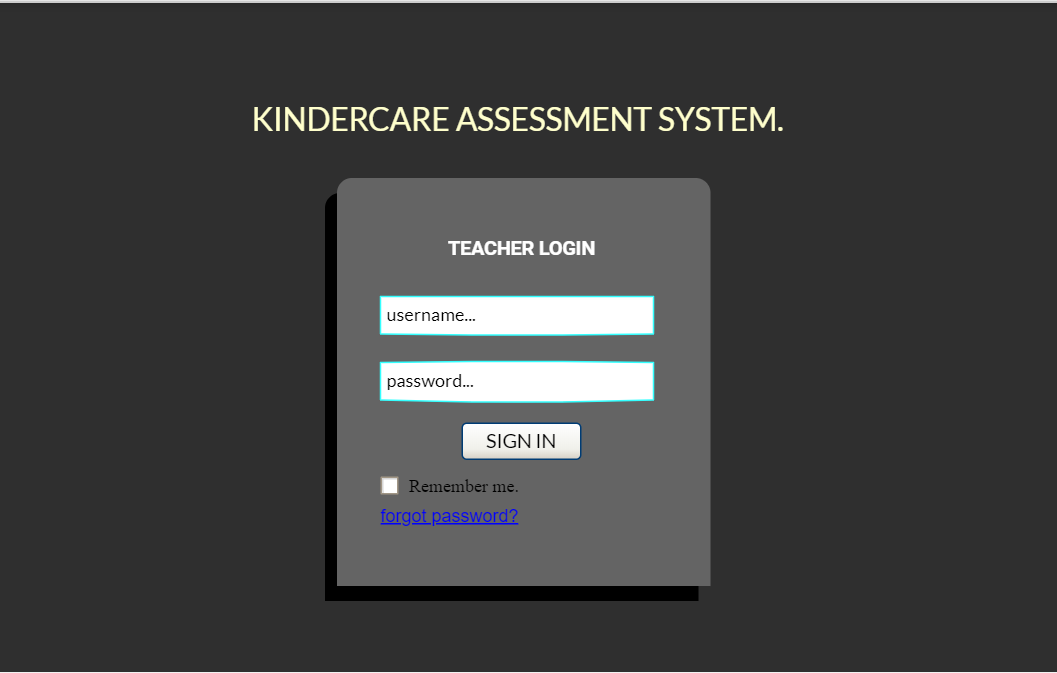 KINDERCARE ASSESSMENT SYSTEM.
TEACHER LOGIN
username...
password...
SIGN IN
Remember me.
forgot password?